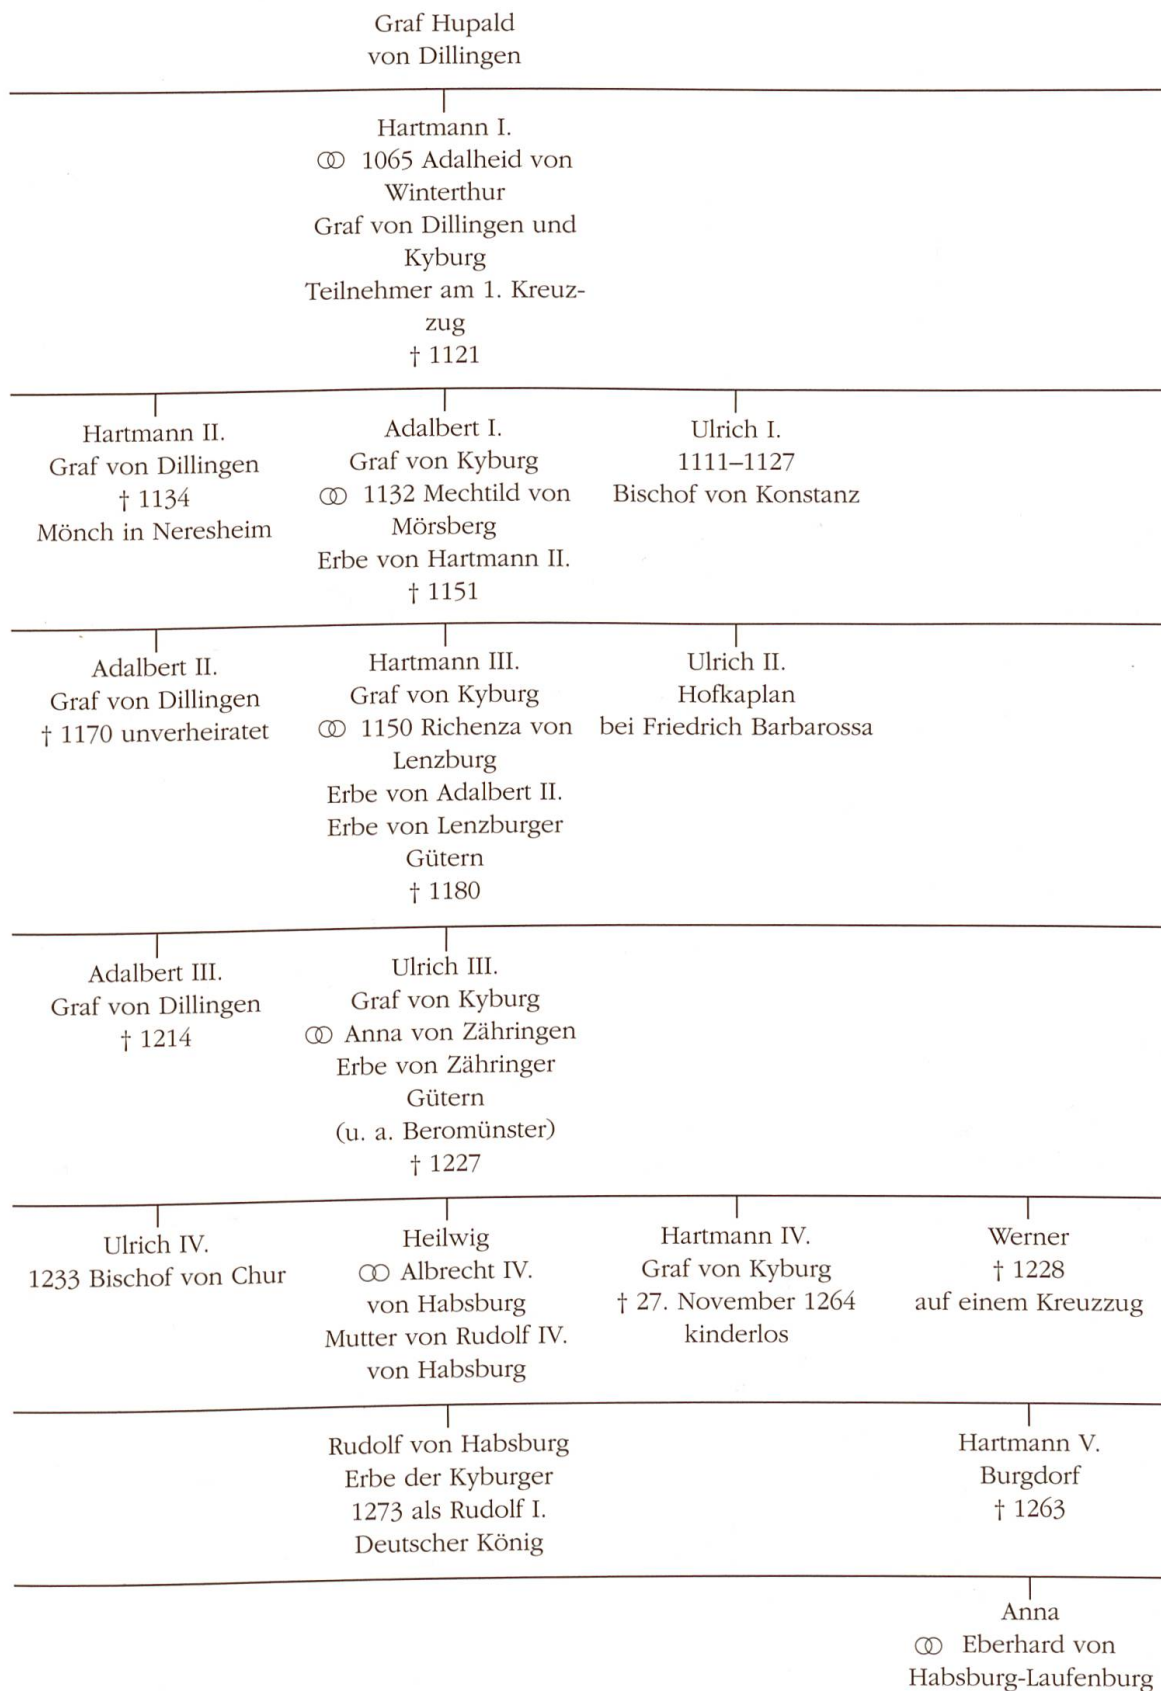 Graf Hupald
von Dillingen
Hartmann I.
⚭ 1065 Adalheid von
Winterthur
Graf von Dillingen und
Kyburg
Teilnehmer am 1. Kreuz-
zug
† 1121
Hartmann II.
Graf von Dillingen
† 1134
Mönch in Neresheim
Adalbert I.
Graf von Kyburg
⚭ 1132 Mechtild von
Mörsberg
Erbe von Hartmann II.
† 1151
Ulrich I.
1111–1127
Bischof von Konstanz
Adalbert II.
Graf von Dillingen
† 1170 unverheiratet
Hartmann III.
Graf von Kyburg
⚭ 1150 Richenza von
Lenzburg
Erbe von Adalbert II.
Erbe von Lenzburger
Gütern
† 1180
Ulrich II.
Hofkaplan
bei Friedrich Barbarossa
Adalbert III.
Graf von Dillingen
† 1214
Ulrich III.
Graf von Kyburg
⚭ Anna von Zähringen
Erbe von Zähringer
Gütern
(u. a. Beromünster)
† 1227
Ulrich IV.
1233 Bischof von Chur
Heilwig
⚭ Albrecht IV.
von Habsburg
Mutter von Rudolf IV.
von Habsburg
Hartmann IV.
Graf von Kyburg
† 27. November 1264
kinderlos
Werner
† 1228
auf einem Kreuzzug
Rudolf von Habsburg
Erbe der Kyburger
1273 als Rudolf I.
Deutscher König
Hartmann V.
Burgdorf
† 1263
Anna
⚭ Eberhard von
Habsburg-Laufenburg